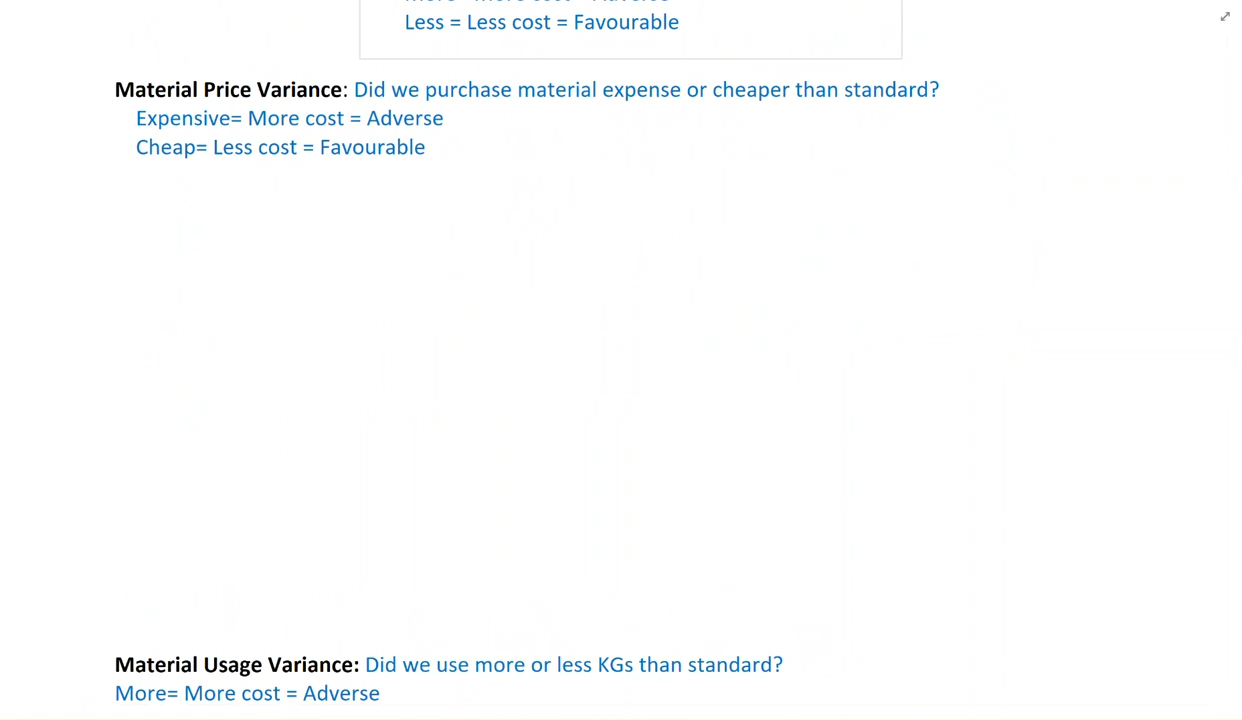 Less = Less cost = Favourable
Material Price Variance: Did we purchase material expense or cheaper than standard?
Expensive= More cost = Adverse
Cheap= Less cost = Favourable
Material Usage Variance: Did we use more or less KGs than standard?
More= More cost = Adverse